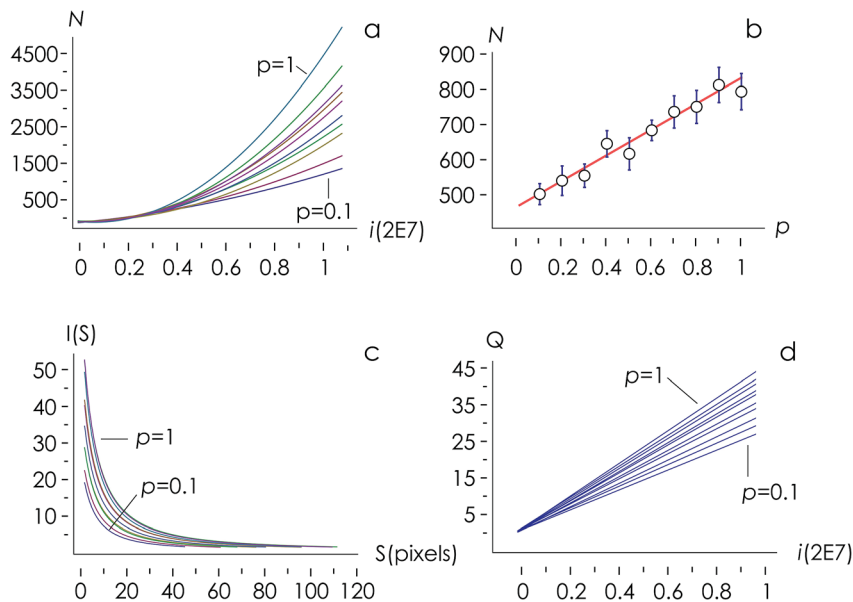 N
a
4500
3500
2500
1500
500
p=1
p=0.1
i(2E7)
0 0.2 0.4 0.6 0.8 1
N
b
900
800
700
600
500
p
0 0.2 0.4 0.6 0.8 1
I(S)
c
50
40
30
20
10
p=1
p=0.1
S(pixels)
0 20 40 60 80 100 120
Q
d
45
35
25
15
5
p=1
p=0.1
i(2E7)
0 0.2 0.4 0.6 0.8 1